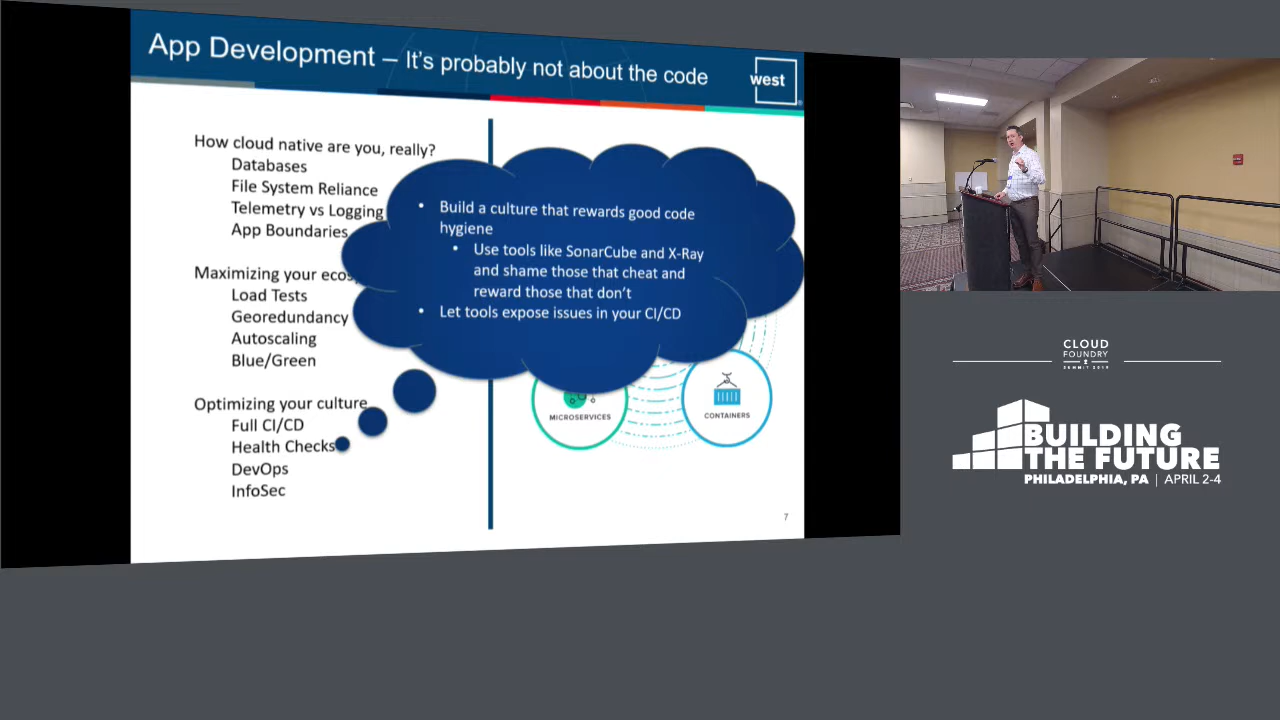 App Development – It's probably not about the code
west
How cloud native are you, really?
Databases
File System Reliance
Telemetry vs Logging
App Boundaries
Maximizing your
Load Tests
Georedundancy
Autoscaling
Blue/Green
Optimizing your culture
Full CI/CD
Health Checks
DevOps
InfoSec
• Build a culture that rewards good code
hygiene
• Use tools like SonarCube and X-Ray
and shame those that cheat and
reward those that don't
• Let tools expose issues in your CI/CD
MICROSERVICES
CONTAINERS
7
CLOUD
FOUNDRY
SUMMIT 2019
BUILDING
THE FUTURE
PHILADELPHIA, PA | APRIL 2-4